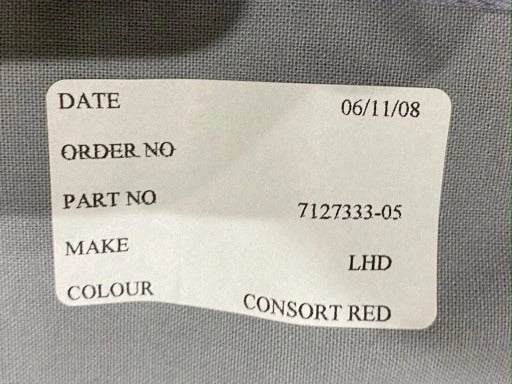 DATE 06/11/08
ORDER NO
PART NO 7127333-05
MAKE LHD
COLOUR CONSORT RED